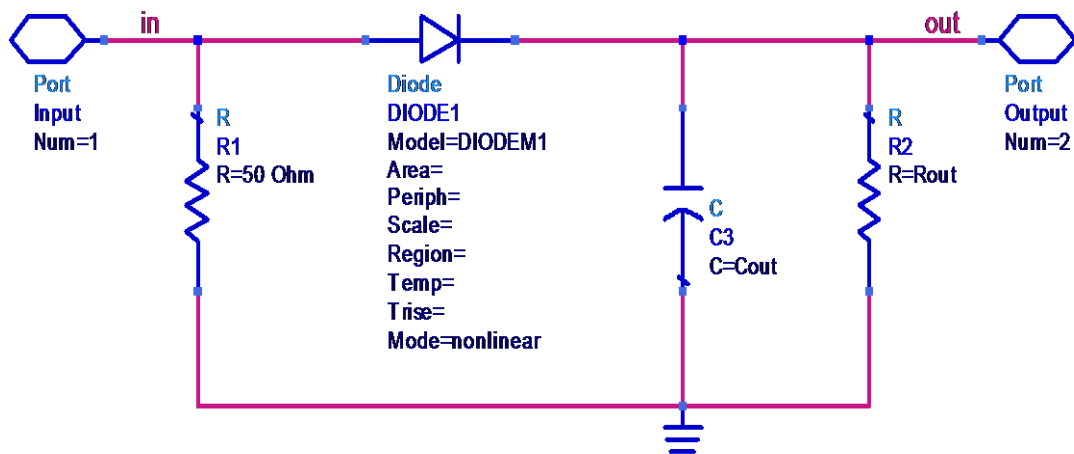 in
out
Port
Input
Num=1
R
R1
R=50 Ohm
Diode
DIODE1
Model=DIODEM1
Area=
Periph=
Scale=
Region=
Temp=
Trise=
Mode=nonlinear
C
C3
C=Cout
R
R2
R=Rout
Port
Output
Num=2